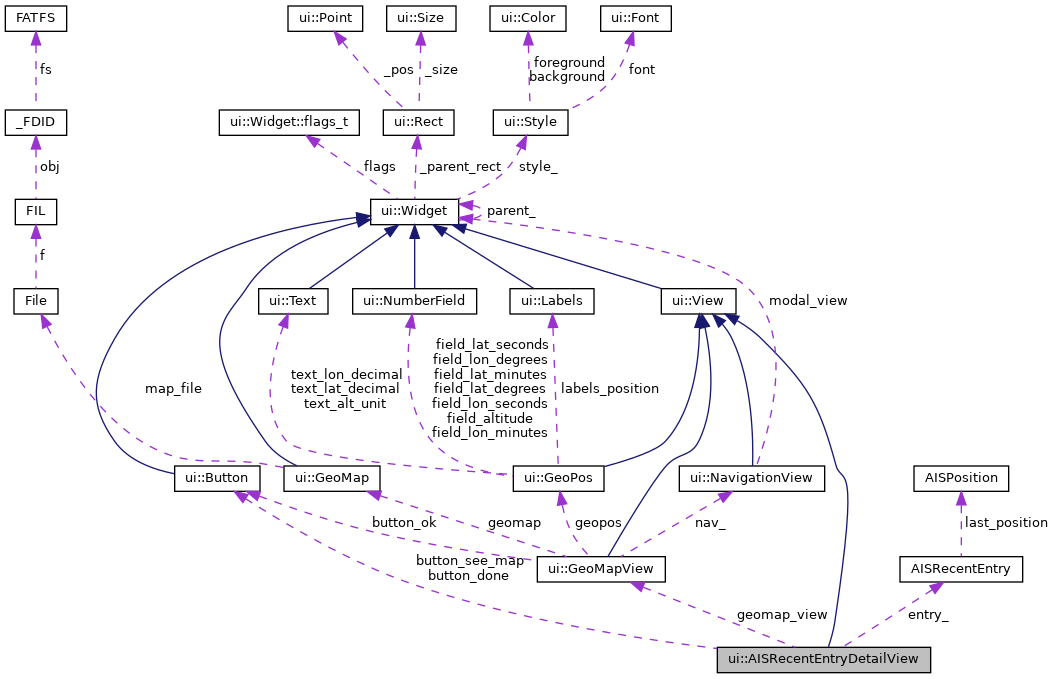 FATFS
ui::Point
ui::Size
ui::Color
ui::Font
fs
_pos
_size
foreground
background
font
_FDID
ui::Widget::flags_t
ui::Rect
ui::Style
obj
flags
_parent_rect
style_
FIL
ui::Widget
parent_
f
File
ui::Text
ui::NumberField
ui::Labels
ui::View
modal_view
map_file
text_lon_decimal
text_lat_decimal
text_alt_unit
field_lat_seconds
field_lon_degrees
field_lat_minutes
field_lat_degrees
field_lon_seconds
field_altitude
field_lon_minutes
labels_position
ui::Button
ui::GeoMap
ui::GeoPos
ui::NavigationView
AISPosition
button_ok
geomap
geopos
nav_
last_position
button_see_map
button_done
ui::GeoMapView
AISRecentEntry
geomap_view
entry_
ui::AISRecentEntryDetailView